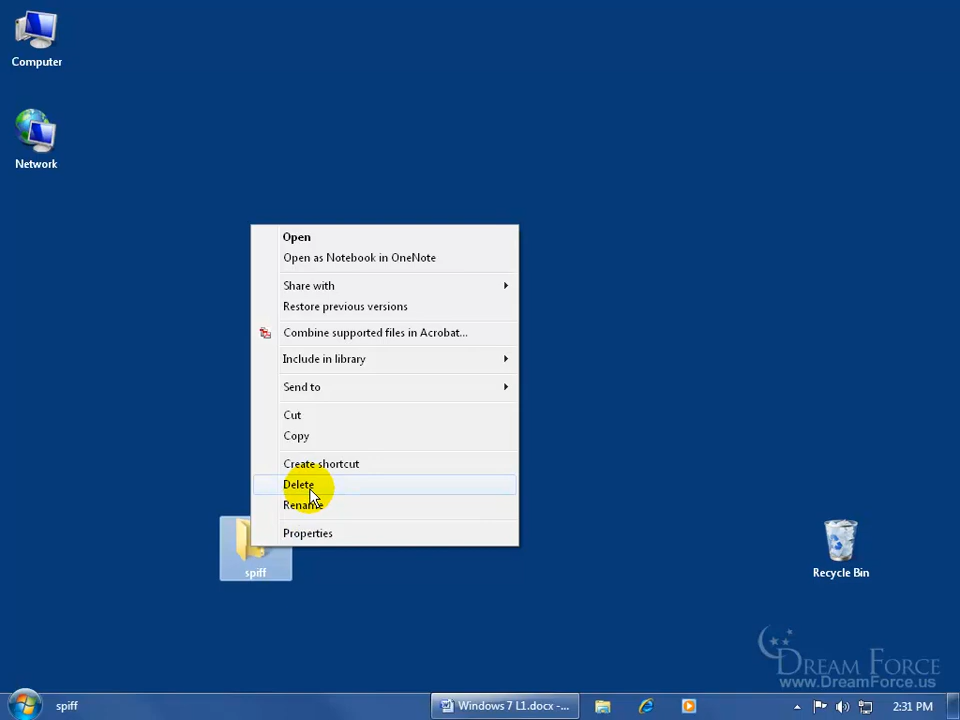 Computer
Network
Open
Open as Notebook in OneNote
Share with
Restore previous versions
Combine supported files in Acrobat...
Include in library
Send to
Cut
Copy
Create shortcut
Delete
Rename
Properties
spiff
Recycle Bin
DREAM FORCE
www.DreamForce.us
spiff
Windows 7 L1.docx -...
2:31 PM